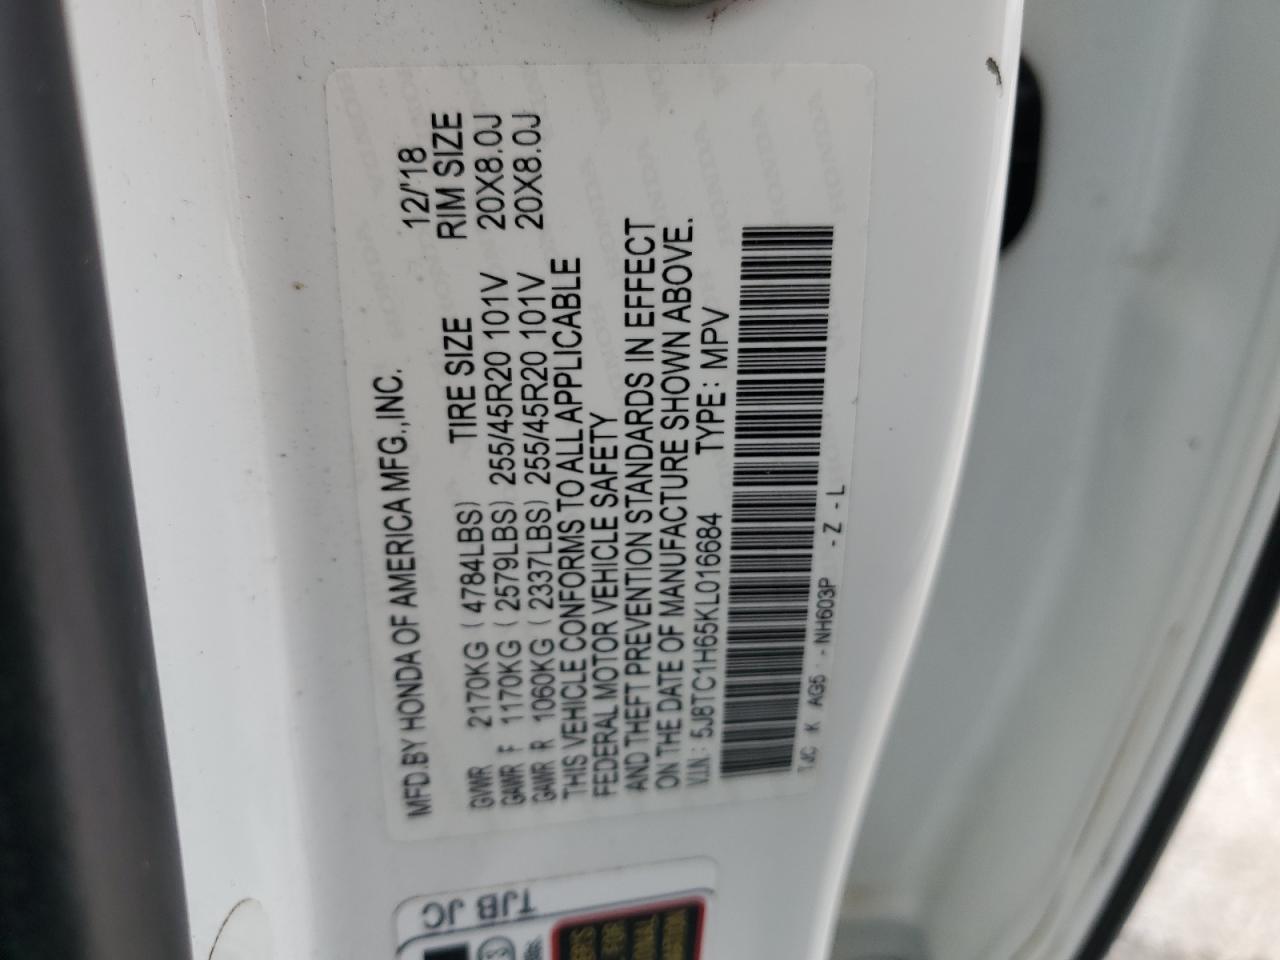 MFD.BY HONDA OF AMERICA MFG.,INC. 12/'18
TIRE SIZE RIM SIZE
GVWR 2170KG (4784LBS)
GAWR F 1170KG (2579LBS) 255/45R20 101V 20X8.0J
GAWR R 1060KG (2337LBS) 255/45R20 101V 20X8.0J
THIS VEHICLE CONFORMS TO ALL APPLICABLE
FEDERAL MOTOR VEHICLE SAFETY
AND THEFT PREVENTION STANDARDS IN EFFECT
ON THE DATE OF MANUFACTURE SHOWN ABOVE.
V.I.N: 5J8TC1H65KL016684 TYPE: MPV
TJC K AG5 - NH603P - Z - L
TJB JC